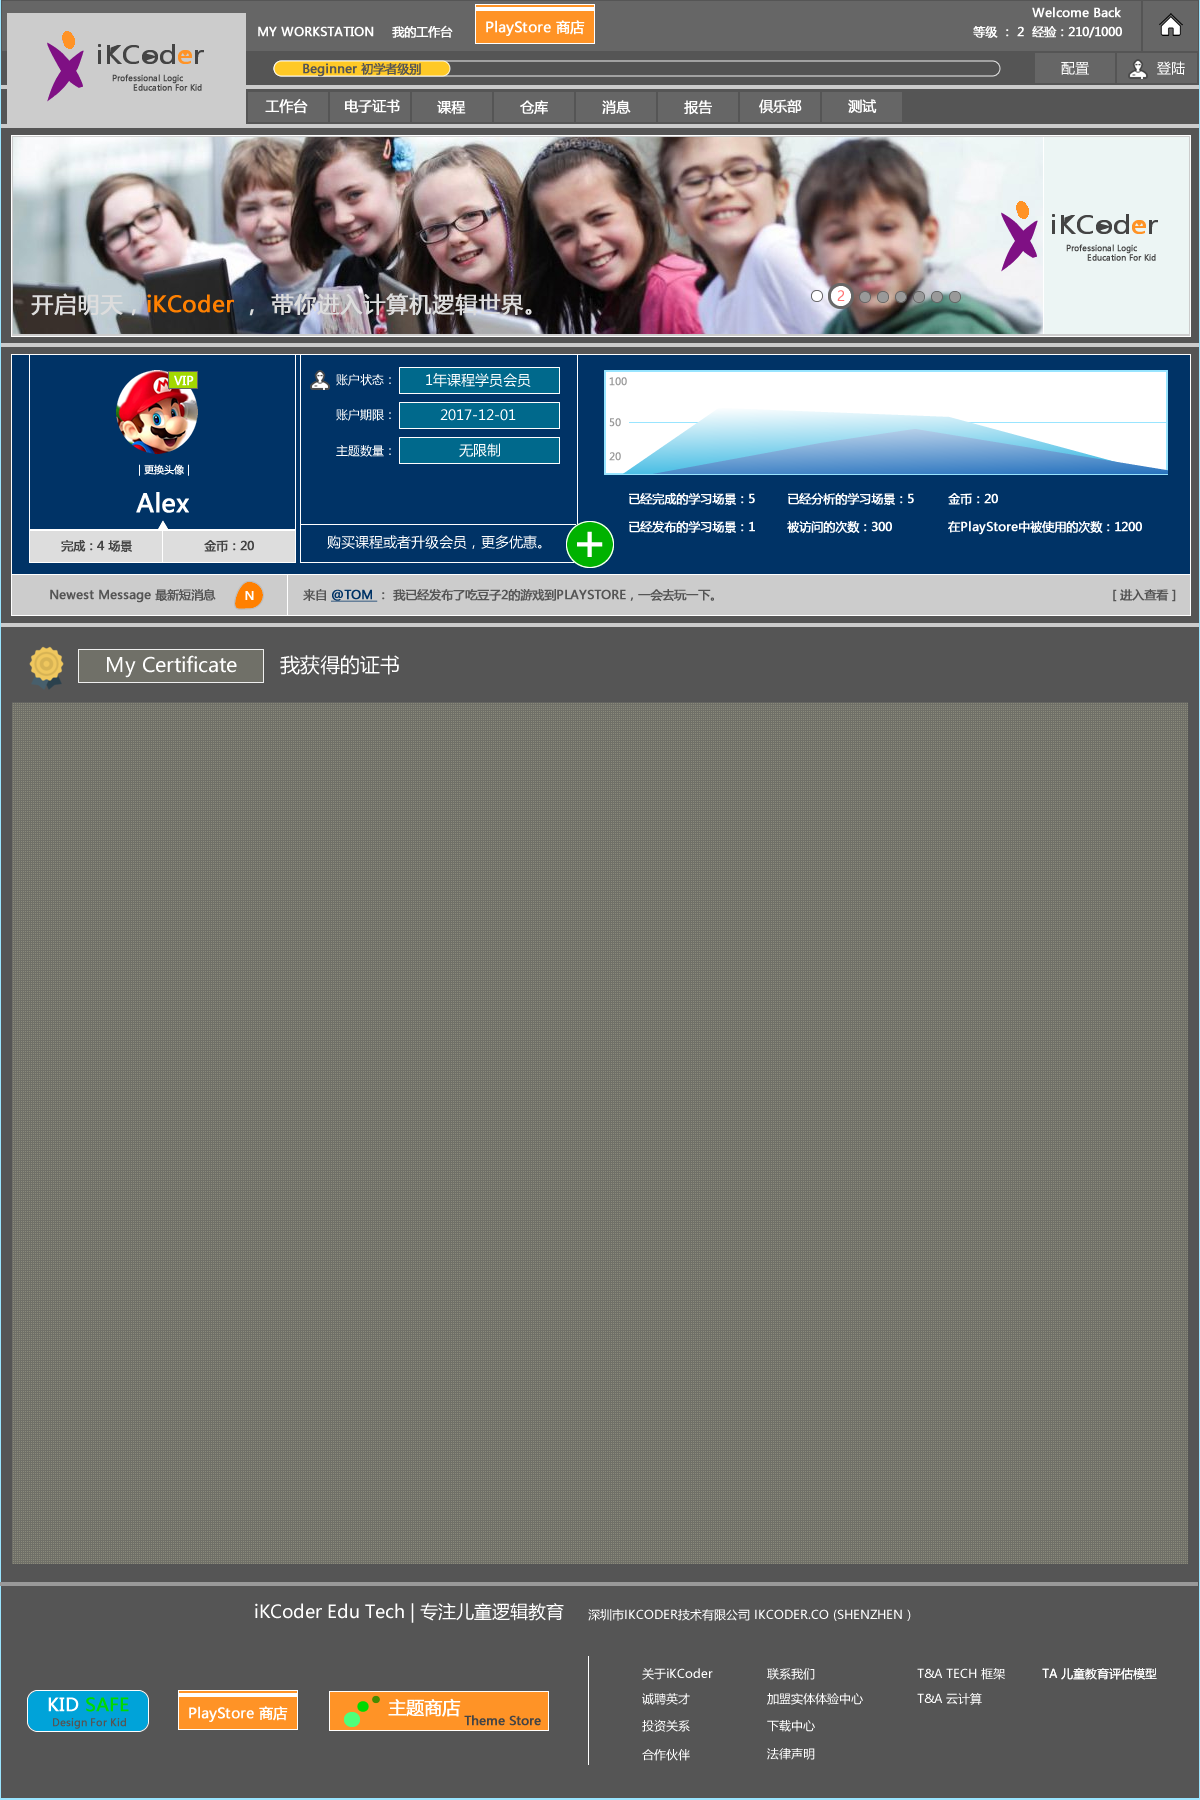 iKCoder
Professional Logic
Education For Kid
MY WORKSTATION 我的工作台
PlayStore 商店
Welcome Back
等级 : 2 经验：210/1000
Beginner 初学者级别
配置
登陆
工作台 电子证书 课程 仓库 消息 报告 俱乐部 测试
iKCoder
Professional Logic
Education For Kid
开启明天，iKCoder ， 带你进入计算机逻辑世界。
2
VIP
| 更换头像 |
Alex
完成：4 场景
金币：20
账户状态：
1年课程学员会员
账户期限：
2017-12-01
主题数量：
无限制
购买课程或者升级会员，更多优惠。
100
50
20
已经完成的学习场景：5 已经分析的学习场景：5 金币：20
已经发布的学习场景：1 被访问的次数：300 在PlayStore中被使用的次数：1200
Newest Message 最新短消息
N
来自 @TOM ： 我已经发布了吃豆子2的游戏到PLAYSTORE，一会去玩一下。
[ 进入查看 ]
My Certificate 我获得的证书
iKCoder Edu Tech | 专注儿童逻辑教育 深圳市IKCODER技术有限公司 IKCODER.CO (SHENZHEN )
KID SAFE
Design For Kid
PlayStore 商店
主题商店
Theme Store
关于iKCoder 联系我们 T&A TECH 框架 TA 儿童教育评估模型
诚聘英才 加盟实体体验中心 T&A 云计算
投资关系 下载中心
合作伙伴 法律声明